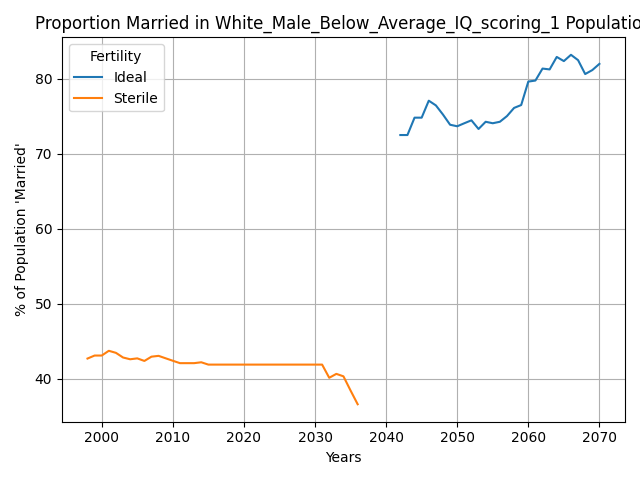 Proportion Married in White_Male_Below_Average_IQ_scoring_1 Populatio
Fertility
Ideal
Sterile
% of Population 'Married'
80
70
60
50
40
2000 2010 2020 2030 2040 2050 2060 2070
Years